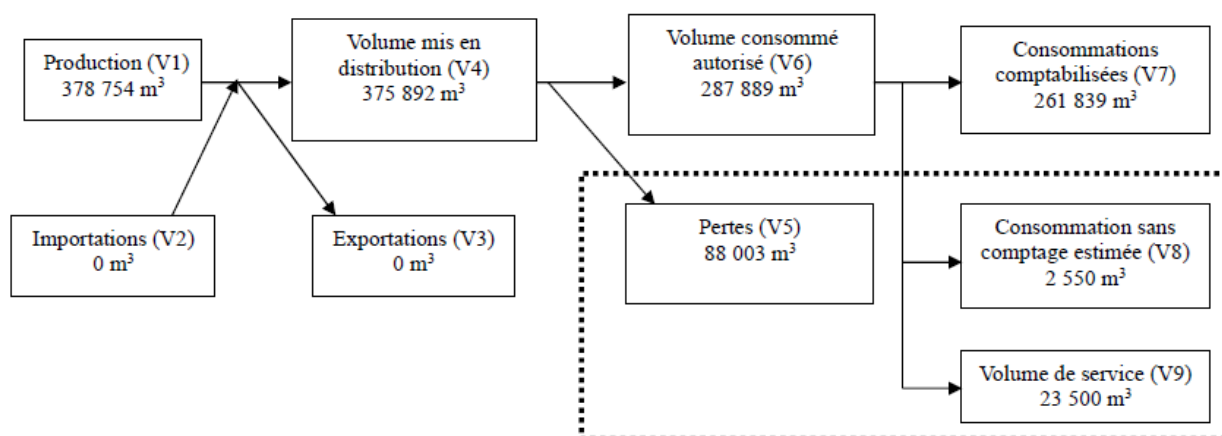 Production (V1)
378 754 m³
Volume mis en
distribution (V4)
375 892 m³
Volume consommé
autorisé (V6)
287 889 m³
Consommations
comptabilisées (V7)
261 839 m³
Importations (V2)
0 m³
Exportations (V3)
0 m³
Pertes (V5)
88 003 m³
Consommation sans
comptage estimée (V8)
2 550 m³
Volume de service (V9)
23 500 m³